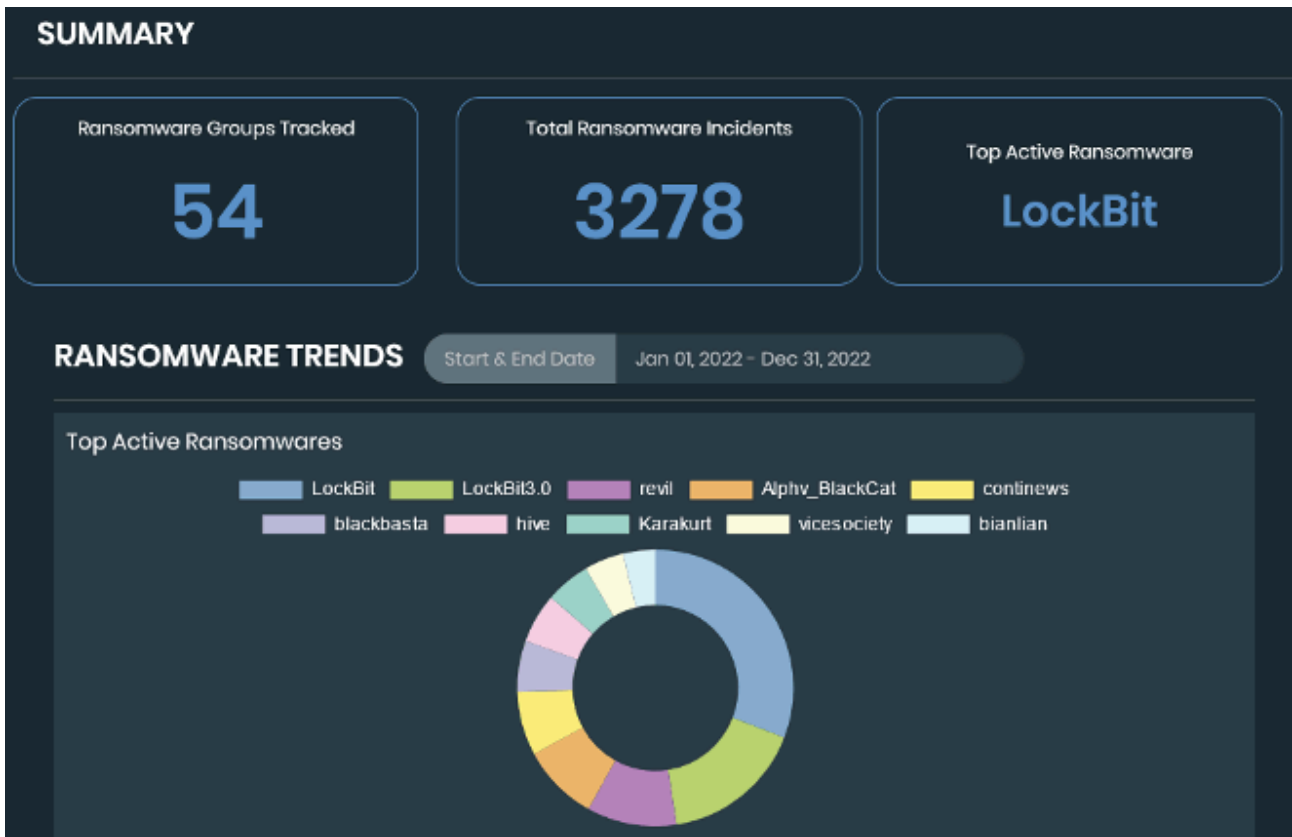 SUMMARY
Ransomware Groups Tracked
54
Total Ransomware Incidents
3278
Top Active Ransomware
LockBit
RANSOMWARE TRENDS
Start & End Date
Jan 01, 2022 - Dec 31, 2022
Top Active Ransomwares
LockBit LockBit3.0 revil Alphv_BlackCat continews
blackbasta hive Karakurt vicesociety bianlian